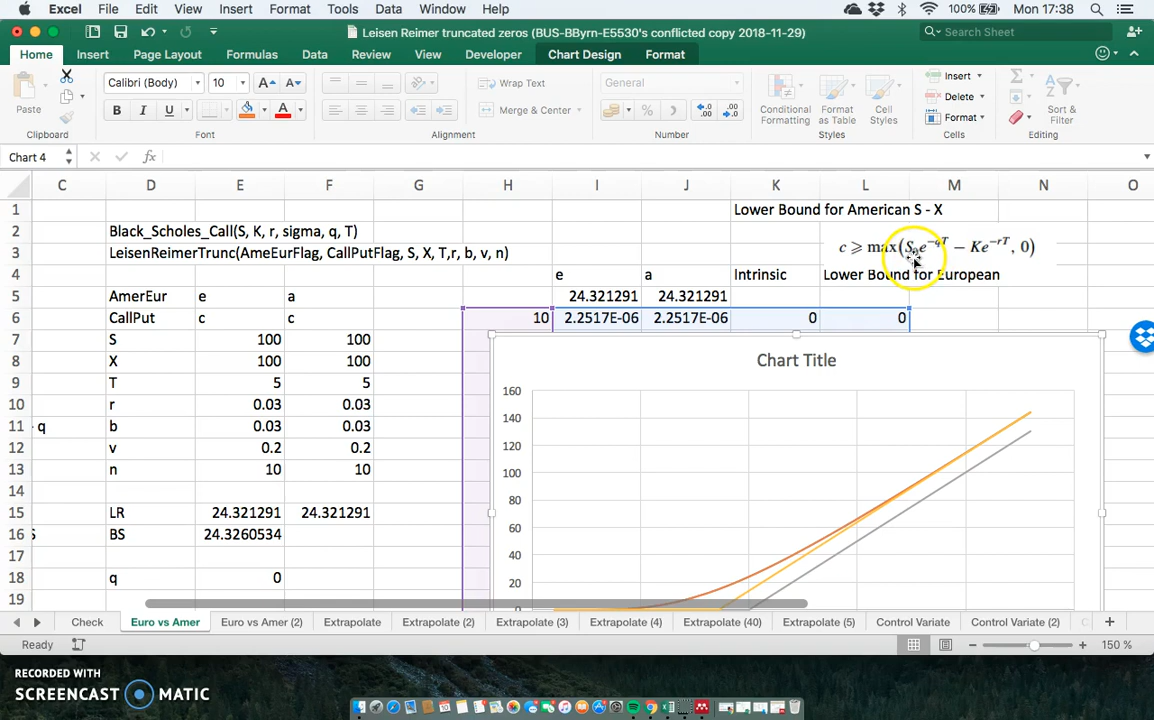 Excel File Edit View Insert Format Tools Data Window Help 100% Mon 17:38
Leisen Reimer truncated zeros (BUS-BByrn-E5530's conflicted copy 2018-11-29) Search Sheet
Home Insert Page Layout Formulas Data Review View Developer Chart Design Format
Paste Calibri (Body) 10 A A Wrap Text General Conditional Formatting Format as Table Cell Styles Insert Delete Format Sort & Filter
B I U A Merge & Center %
Clipboard Font Alignment Number Styles Cells Editing
Chart 4 fx
C D E F G H I J K L M N O
1 Lower Bound for American S - X
2 Black_Scholes_Call(S, K, r, sigma, q, T)
3 LeisenReimerTrunc(AmeEurFlag, CallPutFlag, S, X, T,r, b, v, n) c ⩾ max(S₀e^−qT − Ke^−rT, 0)
4 e a Intrinsic Lower Bound for European
5 AmerEur e a 24.321291 24.321291
6 CallPut c c 10 2.2517E-06 2.2517E-06 0 0
7 S 100 100
8 X 100 100
9 T 5 5
10 r 0.03 0.03
11 - q b 0.03 0.03
12 v 0.2 0.2
13 n 10 10
14
15 LR 24.321291 24.321291
16 S BS 24.3260534
17
18 q 0
19
Chart Title
160
140
120
100
80
60
40
20
0
Check Euro vs Amer Euro vs Amer (2) Extrapolate Extrapolate (2) Extrapolate (3) Extrapolate (4) Extrapolate (40) Extrapolate (5) Control Variate Control Variate (2)
Ready 150 %
RECORDED WITH
SCREENCAST MATIC